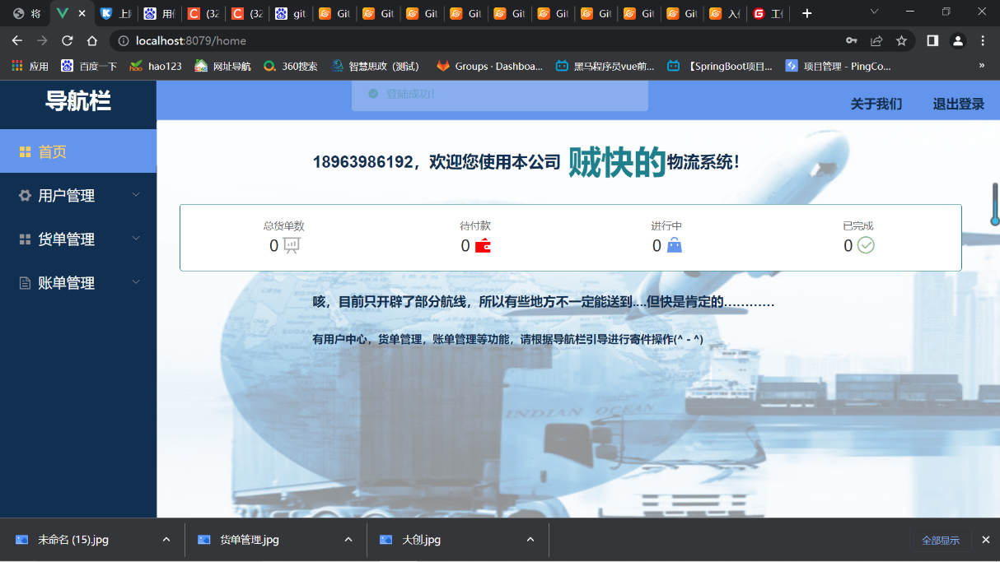 将
上
用
(32
(32
git
Git
Git
Git
Git
Git
Git
Git
Git
Git
入
工
localhost:8079/home
应用
百度一下
hao123
网址导航
360搜索
智慧思政（测试）
Groups · Dashboa...
黑马程序员vue前...
【SpringBoot项目...
项目管理 - PingCo...
»
导航栏
登陆成功！
关于我们
退出登录
首页
用户管理
货单管理
账单管理
18963986192，欢迎您使用本公司 贼快的物流系统！
总货单数
待付款
进行中
已完成
0
0
0
0
咳，目前只开辟了部分航线，所以有些地方不一定能送到....但快是肯定的…………
有用户中心，货单管理，账单管理等功能，请根据导航栏引导进行寄件操作(^ - ^)
INDIAN OCEAN
未命名 (15).jpg
货单管理.jpg
大创.jpg
全部显示